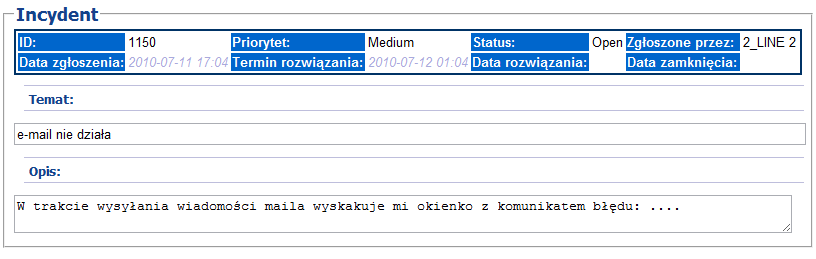 Incydent
ID: 1150 Priorytet: Medium Status: Open Zgłoszone przez: 2_LINE 2
Data zgłoszenia: 2010-07-11 17:04 Termin rozwiązania: 2010-07-12 01:04 Data rozwiązania: Data zamknięcia:
Temat:
e-mail nie działa
Opis:
W trakcie wysyłania wiadomości maila wyskakuje mi okienko z komunikatem błędu: ....